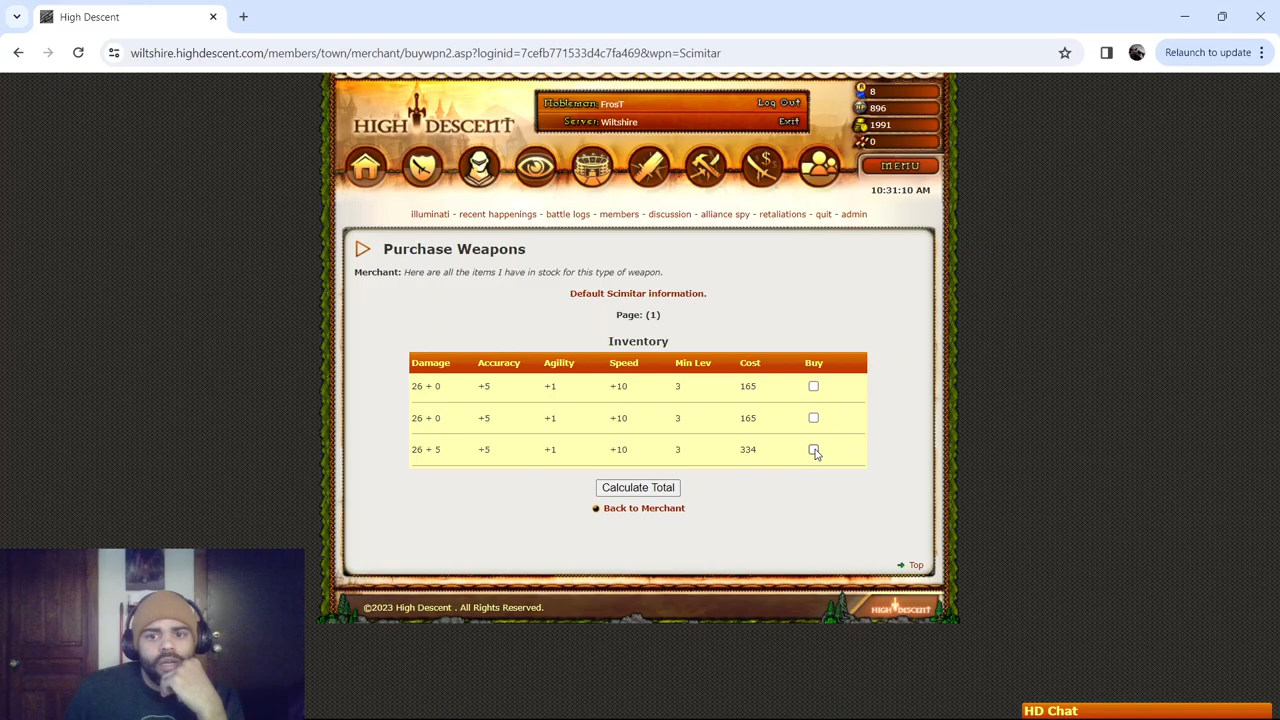 High Descent
wiltshire.highdescent.com/members/town/merchant/buywpn2.asp?loginid=7cefb771533d4c7fa469&wpn=Scimitar
Relaunch to update
HIGH DESCENT
Nobleman: FrosT
Log Out
Server: Wiltshire
Exit
R 8
HP 896
1991
0
MENU
10:31:10 AM
illuminati - recent happenings - battle logs - members - discussion - alliance spy - retaliations - quit - admin
Purchase Weapons
Merchant: Here are all the items I have in stock for this type of weapon.
Default Scimitar information.
Page: (1)
Inventory
Damage Accuracy Agility Speed Min Lev Cost Buy
26 + 0 +5 +1 +10 3 165
26 + 0 +5 +1 +10 3 165
26 + 5 +5 +1 +10 3 334
Calculate Total
Back to Merchant
Top
©2023 High Descent . All Rights Reserved.
HIGH DESCENT
HD Chat